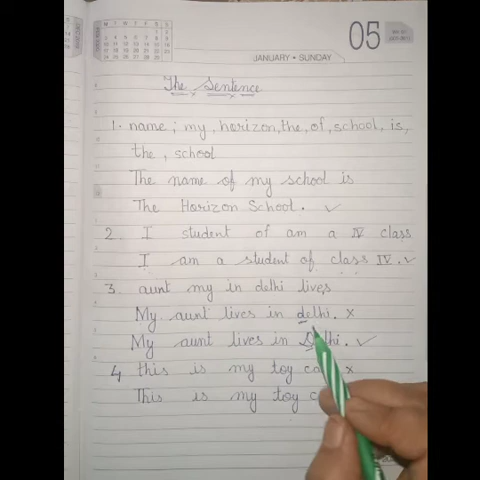 05
JANUARY • SUNDAY
The Sentence
1. name; my, horizon, the, of, school, is,
the, school
The name of my school is
The Horizon School. ✓
2. I student of am a IV class
I am a student of class IV. ✓
3. aunt my in delhi lives
My aunt lives in delhi. ×
My aunt lives in Delhi. ✓
4 this is my toy ×
This is my toy